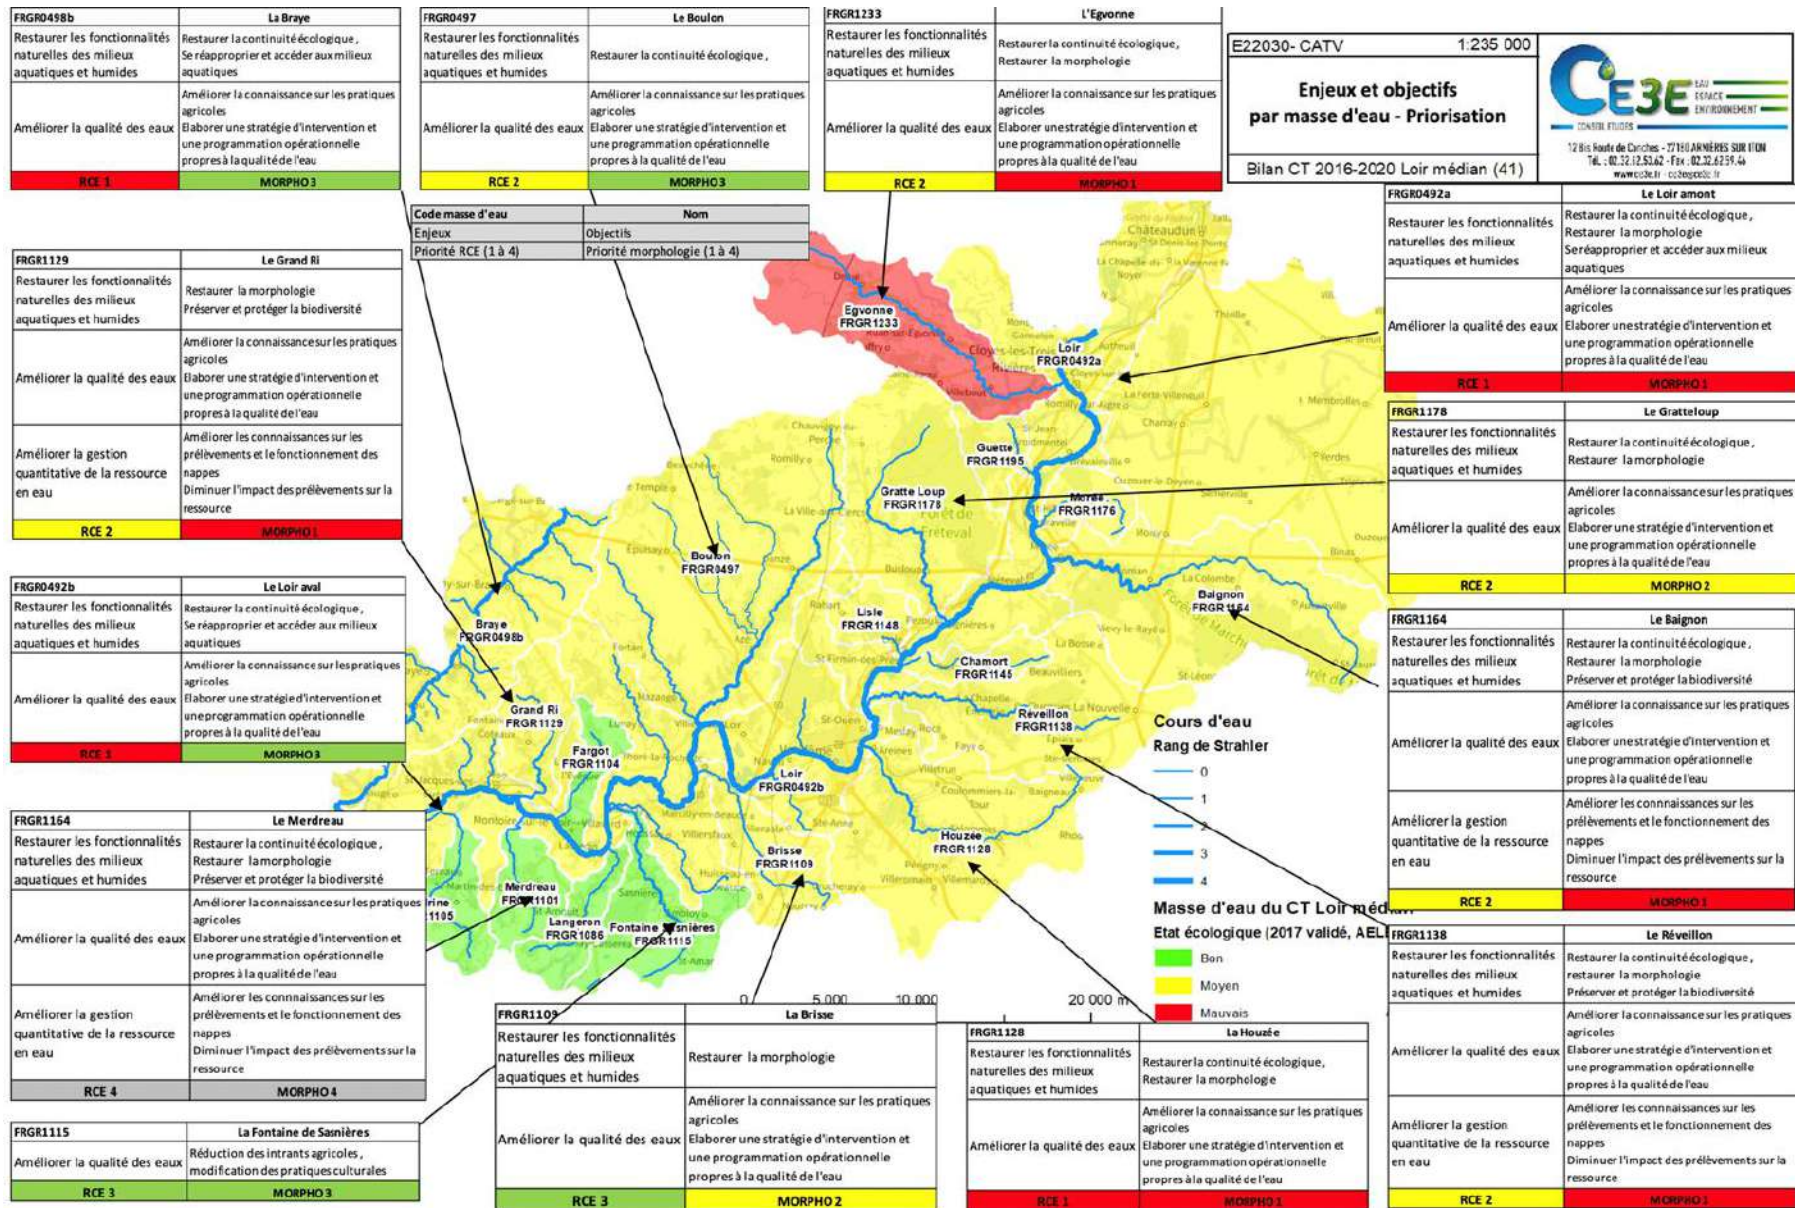 FRGR0498b La Braye
Restaurer les fonctionnalités
naturelles des milieux
aquatiques et humides
Restaurer la continuité écologique,
Se réapproprier et accéder aux milieux
aquatiques
Améliorer la qualité des eaux
Améliorer la connaissance sur les pratiques
agricoles
Elaborer une stratégie d'intervention et
une programmation opérationnelle
propres à la qualité de l'eau
RCE 1 MORPHO 3
FRGR0497 Le Boulon
Restaurer les fonctionnalités
naturelles des milieux
aquatiques et humides
Restaurer la continuité écologique,
Améliorer la qualité des eaux
Améliorer la connaissance sur les pratiques
agricoles
Elaborer une stratégie d'intervention et
une programmation opérationnelle
propres à la qualité de l'eau
RCE 2 MORPHO 3
FRGR1233 L'Egvonne
Restaurer les fonctionnalités
naturelles des milieux
aquatiques et humides
Restaurer la continuité écologique,
Restaurer la morphologie
Améliorer la qualité des eaux
Améliorer la connaissance sur les pratiques
agricoles
Elaborer une stratégie d'intervention et
une programmation opérationnelle
propres à la qualité de l'eau
RCE 2 MORPHO 1
E22030- CATV 1:235 000
Enjeux et objectifs
par masse d'eau - Priorisation
Bilan CT 2016-2020 Loir médian (41)
CE3E
EAU
ESPACE
ENVIRONNEMENT
CONSEIL ETUDES
12 Bis Route de Conches - 27180 ARNIÈRES SUR ITON
Code masse d'eau Nom
Enjeux Objectifs
Priorité RCE (1 à 4) Priorité morphologie (1 à 4)
FRGR1129 Le Grand Ri
Restaurer les fonctionnalités
naturelles des milieux
aquatiques et humides
Restaurer la morphologie
Préserver et protéger la biodiversité
Améliorer la qualité des eaux
Améliorer la connaissance sur les pratiques
agricoles
Elaborer une stratégie d'intervention et
une programmation opérationnelle
propres à la qualité de l'eau
Améliorer la gestion
quantitative de la ressource
en eau
Améliorer les connnaissances sur les
prélèvements et le fonctionnement des
nappes
Diminuer l'impact des prélèvements sur la
ressource
RCE 2 MORPHO 1
FRGR0492b Le Loir aval
Restaurer les fonctionnalités
naturelles des milieux
aquatiques et humides
Restaurer la continuité écologique,
Se réapproprier et accéder aux milieux
aquatiques
Améliorer la qualité des eaux
Améliorer la connaissance sur les pratiques
agricoles
Elaborer une stratégie d'intervention et
une programmation opérationnelle
propres à la qualité de l'eau
RCE 1 MORPHO 3
FRGR1164 Le Merdreau
Restaurer les fonctionnalités
naturelles des milieux
aquatiques et humides
Restaurer la continuité écologique,
Restaurer la morphologie
Préserver et protéger la biodiversité
Améliorer la qualité des eaux
Améliorer la connaissance sur les pratiques
agricoles
Elaborer une stratégie d'intervention et
une programmation opérationnelle
propres à la qualité de l'eau
Améliorer la gestion
quantitative de la ressource
en eau
Améliorer les connnaissances sur les
prélèvements et le fonctionnement des
nappes
Diminuer l'impact des prélèvements sur la
ressource
RCE 4 MORPHO 4
FRGR1115 La Fontaine de Sasnières
Améliorer la qualité des eaux
Réduction des intrants agricoles,
modification des pratiques culturales
RCE 3 MORPHO 3
FRGR1109 La Brisse
Restaurer les fonctionnalités
naturelles des milieux
aquatiques et humides
Restaurer la morphologie
Améliorer la qualité des eaux
Améliorer la connaissance sur les pratiques
agricoles
Elaborer une stratégie d'intervention et
une programmation opérationnelle
propres à la qualité de l'eau
RCE 3 MORPHO 2
FRGR1128 La Houzée
Restaurer les fonctionnalités
naturelles des milieux
aquatiques et humides
Restaurer la continuité écologique,
Restaurer la morphologie
Améliorer la qualité des eaux
Améliorer la connaissance sur les pratiques
agricoles
Elaborer une stratégie d'intervention et
une programmation opérationnelle
propres à la qualité de l'eau
RCE 1 MORPHO 1
FRGR0492a Le Loir amont
Restaurer les fonctionnalités
naturelles des milieux
aquatiques et humides
Restaurer la continuité écologique,
Restaurer la morphologie
Se réapproprier et accéder aux milieux
aquatiques
Améliorer la qualité des eaux
Améliorer la connaissance sur les pratiques
agricoles
Elaborer une stratégie d'intervention et
une programmation opérationnelle
propres à la qualité de l'eau
RCE 1 MORPHO 1
FRGR1178 Le Gratteloup
Restaurer les fonctionnalités
naturelles des milieux
aquatiques et humides
Restaurer la continuité écologique,
Restaurer la morphologie
Améliorer la qualité des eaux
Améliorer la connaissance sur les pratiques
agricoles
Elaborer une stratégie d'intervention et
une programmation opérationnelle
propres à la qualité de l'eau
RCE 2 MORPHO 2
FRGR1164 Le Baignon
Restaurer les fonctionnalités
naturelles des milieux
aquatiques et humides
Restaurer la continuité écologique,
Restaurer la morphologie
Préserver et protéger la biodiversité
Améliorer la qualité des eaux
Améliorer la connaissance sur les pratiques
agricoles
Elaborer une stratégie d'intervention et
une programmation opérationnelle
propres à la qualité de l'eau
Améliorer la gestion
quantitative de la ressource
en eau
Améliorer les connnaissances sur les
prélèvements et le fonctionnement des
nappes
Diminuer l'impact des prélèvements sur la
ressource
RCE 2 MORPHO 1
FRGR1138 Le Réveillon
Restaurer les fonctionnalités
naturelles des milieux
aquatiques et humides
Restaurer la continuité écologique,
restaurer la morphologie
Préserver et protéger la biodiversité
Améliorer la qualité des eaux
Améliorer la connaissance sur les pratiques
agricoles
Elaborer une stratégie d'intervention et
une programmation opérationnelle
propres à la qualité de l'eau
Améliorer la gestion
quantitative de la ressource
en eau
Améliorer les connnaissances sur les
prélèvements et le fonctionnement des
nappes
Diminuer l'impact des prélèvements sur la
ressource
RCE 2 MORPHO 1
Egvonne
FRGR1233
Loir
FRGR0492a
Guette
FRGR1195
Gratte Loup
FRGR1178
Morée
FRGR1176
Boulon
FRGR0497
Baignon
FRGR1164
Lisle
FRGR1148
Braye
FRGR0498b
Chamort
FRGR1145
Grand Ri
FRGR1129
Réveillon
FRGR1138
Fargot
FRGR1104
Loir
FRGR0492b
Houzée
FRGR1128
Brisse
FRGR1109
Merdreau
FRGR1101
Langeron
FRGR1086
Fontaine Sasnières
FRGR1115
Châteaudun
Forêt de
Fréteval
La Colombe
Cours d'eau
Rang de Strahler
0
1
2
3
4
Masse d'eau du CT Loir
Etat écologique (2017 validé,
Bon
Moyen
Mauvais
0 5 000 10 000 20 000 m